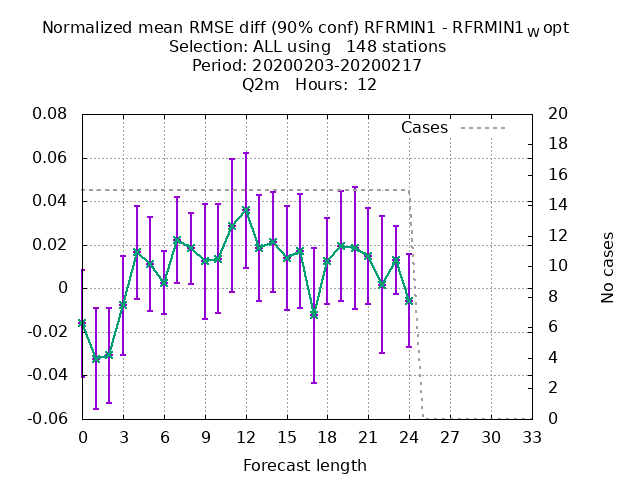 Normalized mean RMSE diff (90% conf) RFRMIN1 - RFRMIN1W opt
Selection: ALL using 148 stations
Period: 20200203-20200217
Q2m Hours: 12
Cases
0.08
0.06
0.04
0.02
0
-0.02
-0.04
-0.06
20
18
16
14
12
10
8
6
4
2
0
No cases
0 3 6 9 12 15 18 21 24 27 30 33
Forecast length